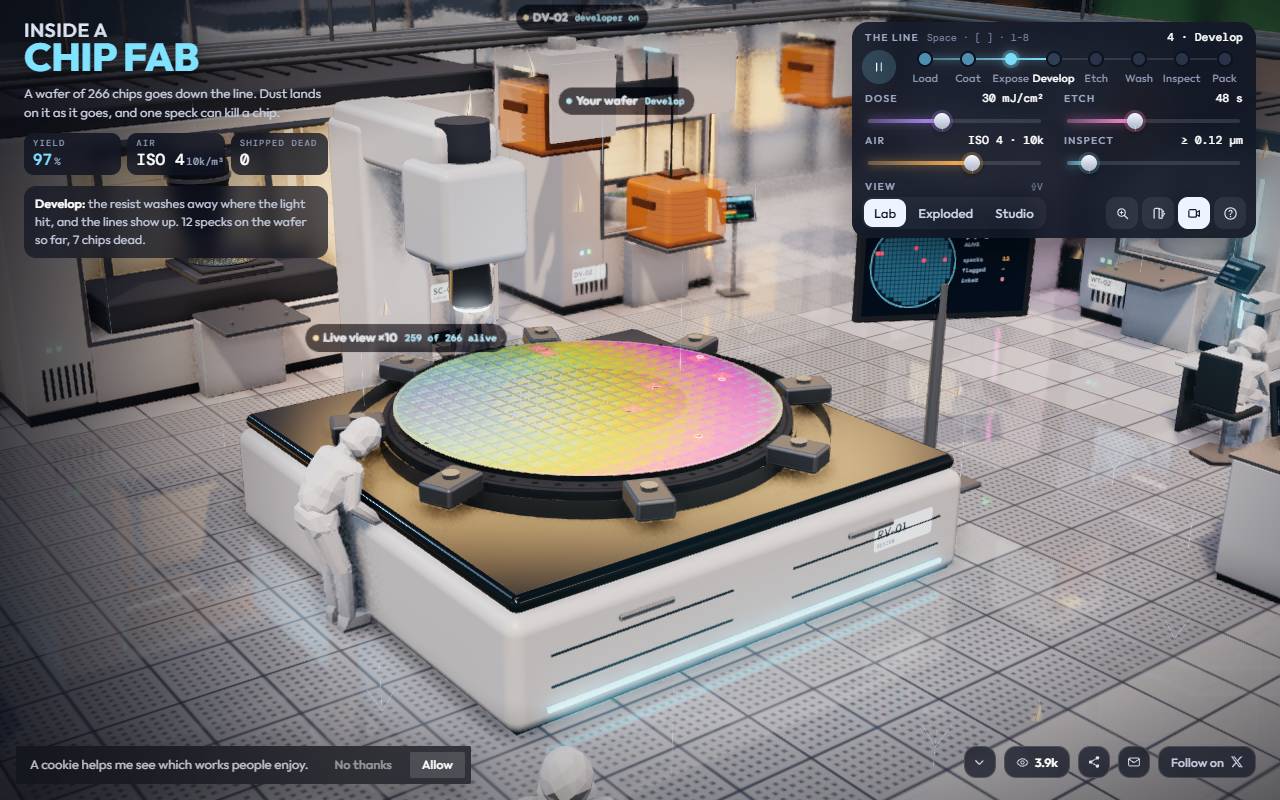 INSIDE A
CHIP FAB
A wafer of 266 chips goes down the line. Dust lands
on it as it goes, and one speck can kill a chip.
YIELD
97%
AIR
ISO 4 10k/m³
SHIPPED DEAD
0
Develop: the resist washes away where the light
hit, and the lines show up. 12 specks on the wafer
so far, 7 chips dead.
DV-02 developer on
Your wafer Develop
Live view ×10 259 of 266 alive
THE LINE Space · [ ] · 1-8
4 · Develop
Load Coat Expose Develop Etch Wash Inspect Pack
DOSE 30 mJ/cm²
ETCH 48 s
AIR ISO 4 · 10k
INSPECT ≥ 0.12 µm
VIEW
V
Lab Exploded Studio
ALIVE
specks
flagged
DV-02
RV-01
A cookie helps me see which works people enjoy. No thanks Allow
3.9k
Follow on X